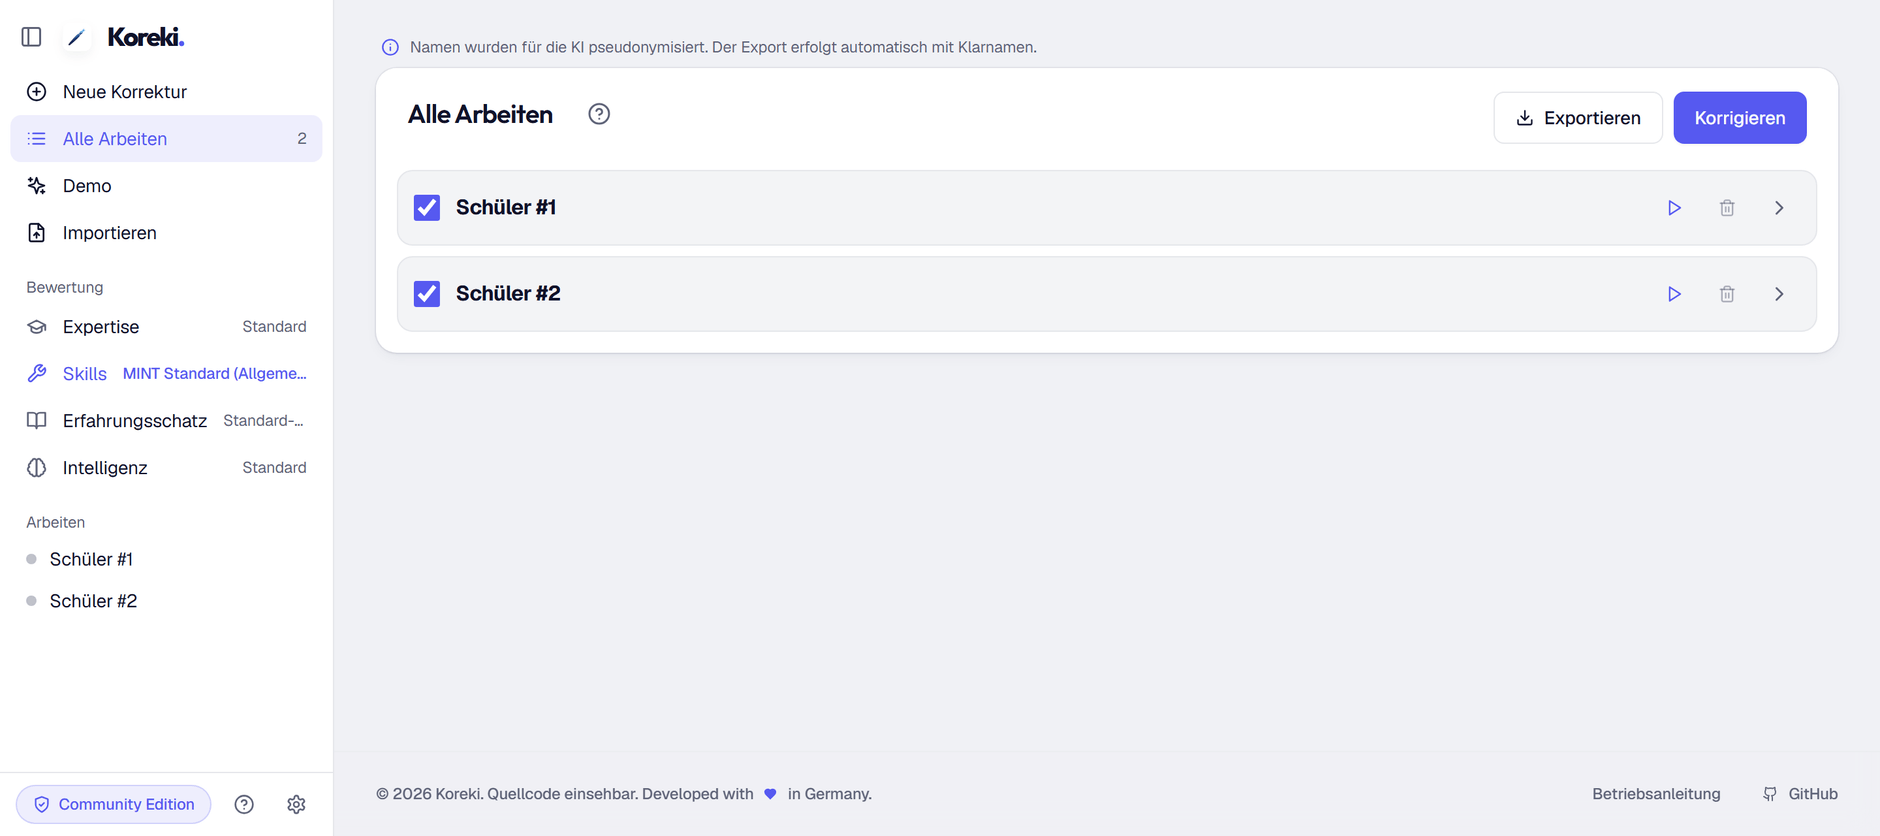 Koreki.
Neue Korrektur
Alle Arbeiten 2
Demo
Importieren
Bewertung
Expertise Standard
Skills MINT Standard (Allgeme...
Erfahrungsschatz Standard-...
Intelligenz Standard
Arbeiten
Schüler #1
Schüler #2
Community Edition
Namen wurden für die KI pseudonymisiert. Der Export erfolgt automatisch mit Klarnamen.
Alle Arbeiten
Exportieren
Korrigieren
Schüler #1
Schüler #2
© 2026 Koreki. Quellcode einsehbar. Developed with in Germany.
Betriebsanleitung
GitHub